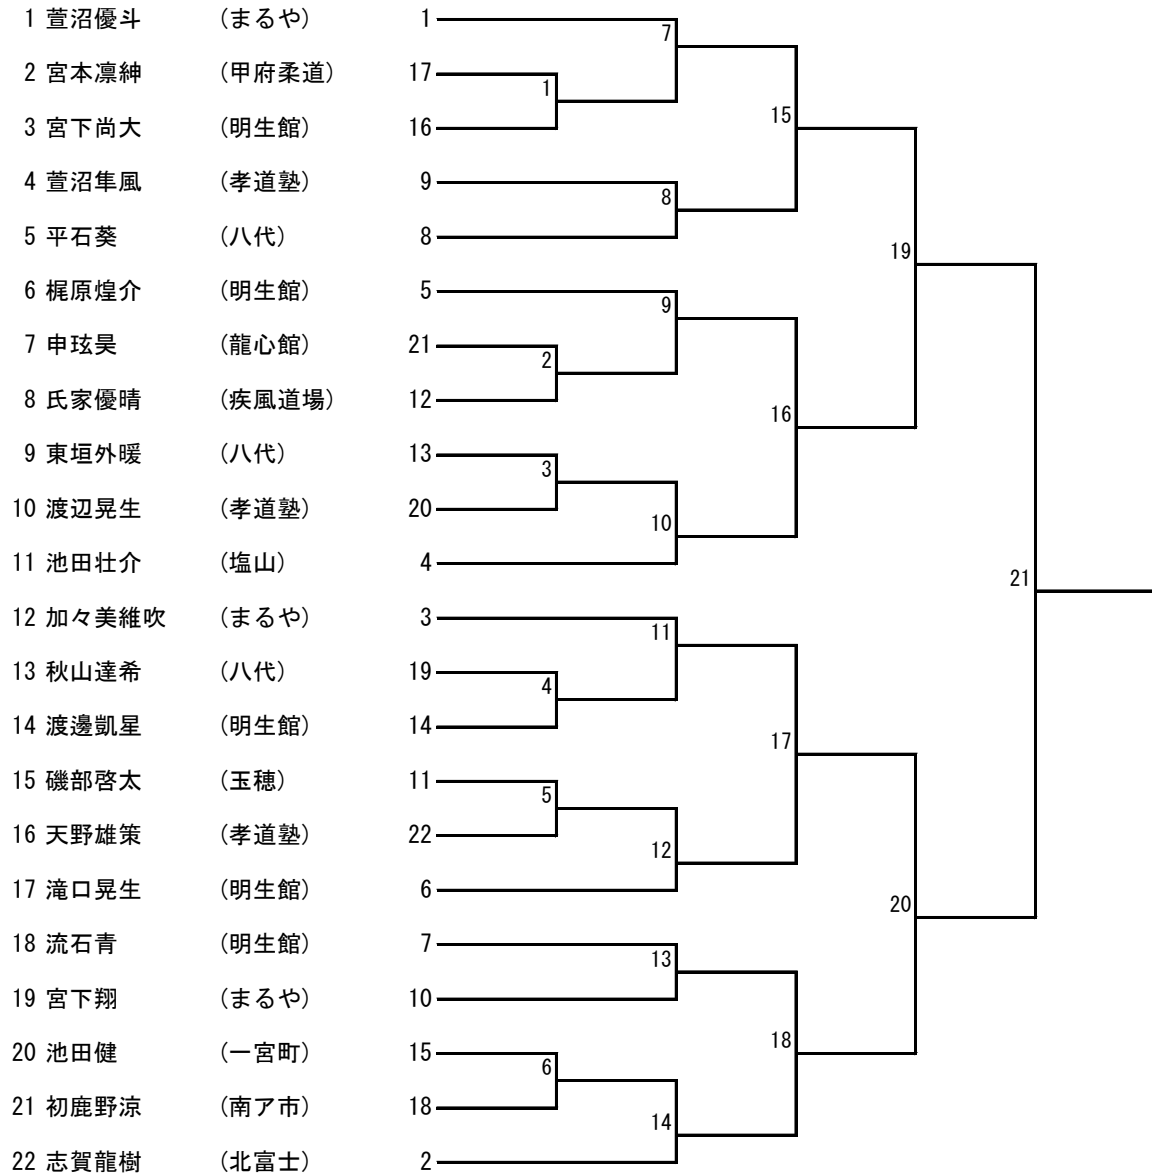 1 萱沼優斗 (まるや) 1
7
2 宮本凛紳 (甲府柔道) 17
1
15
3 宮下尚大 (明生館) 16
4 萱沼隼風 (孝道塾) 9
8
5 平石葵 (八代) 8
19
6 梶原煌介 (明生館) 5
9
7 申玹昊 (龍心館) 21
2
8 氏家優晴 (疾風道場) 12
16
9 東垣外暖 (八代) 13
3
10 渡辺晃生 (孝道塾) 20
10
11 池田壮介 (塩山) 4
21
12 加々美維吹 (まるや) 3
11
13 秋山達希 (八代) 19
4
14 渡邊凱星 (明生館) 14
17
15 磯部啓太 (玉穂) 11
5
16 天野雄策 (孝道塾) 22
12
17 滝口晃生 (明生館) 6
20
18 流石青 (明生館) 7
13
19 宮下翔 (まるや) 10
18
20 池田健 (一宮町) 15
6
21 初鹿野涼 (南ア市) 18
14
22 志賀龍樹 (北富士) 2